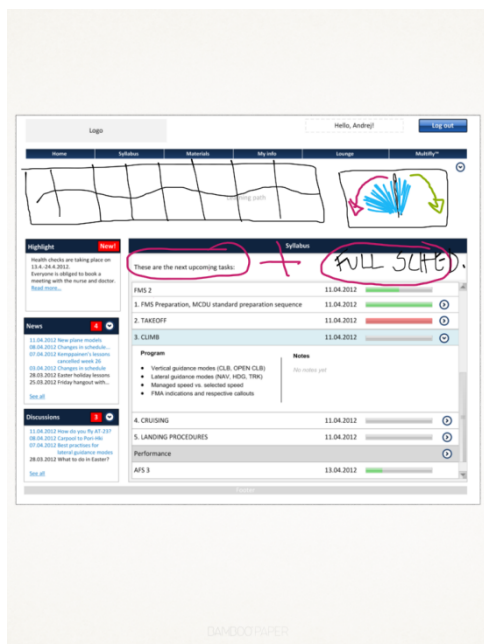 Logo
Hello, Andrej!
Log out
Home Syllabus Materials My info Lounge Multifly™
Learning path
Highlight New!
Health checks are taking place on
13.4.-24.4.2012.
Everyone is obliged to book a
meeting with the nurse and doctor.
Read more...
Syllabus
These are the next upcoming tasks:
+ FULL SCHED.
FMS 2 11.04.2012
1. FMS Preparation, MCDU standard preparation sequence 11.04.2012
2. TAKEOFF 11.04.2012
3. CLIMB 11.04.2012
Program
• Vertical guidance modes (CLB, OPEN CLB)
• Lateral guidance modes (NAV, HDG, TRK)
• Managed speed vs. selected speed
• FMA indications and respective callouts
Notes
No notes yet
4. CRUISING 11.04.2012
5. LANDING PROCEDURES 11.04.2012
Performance
AFS 3 13.04.2012
News 4
11.04.2012 New plane models
08.04.2012 Changes in schedule...
07.04.2012 Kemppainen's lessons
cancelled week 26
03.04.2012 Changes in schedule
28.03.2012 Easter holiday lessons
25.03.2012 Friday hangout with...
See all
Discussions 3
11.04.2012 How do you fly AT-23?
08.04.2012 Carpool to Pori-Hki
07.04.2012 Best practices for
lateral guidance modes
28.03.2012 What to do in Easter?
See all
Footer
BAMBOO PAPER